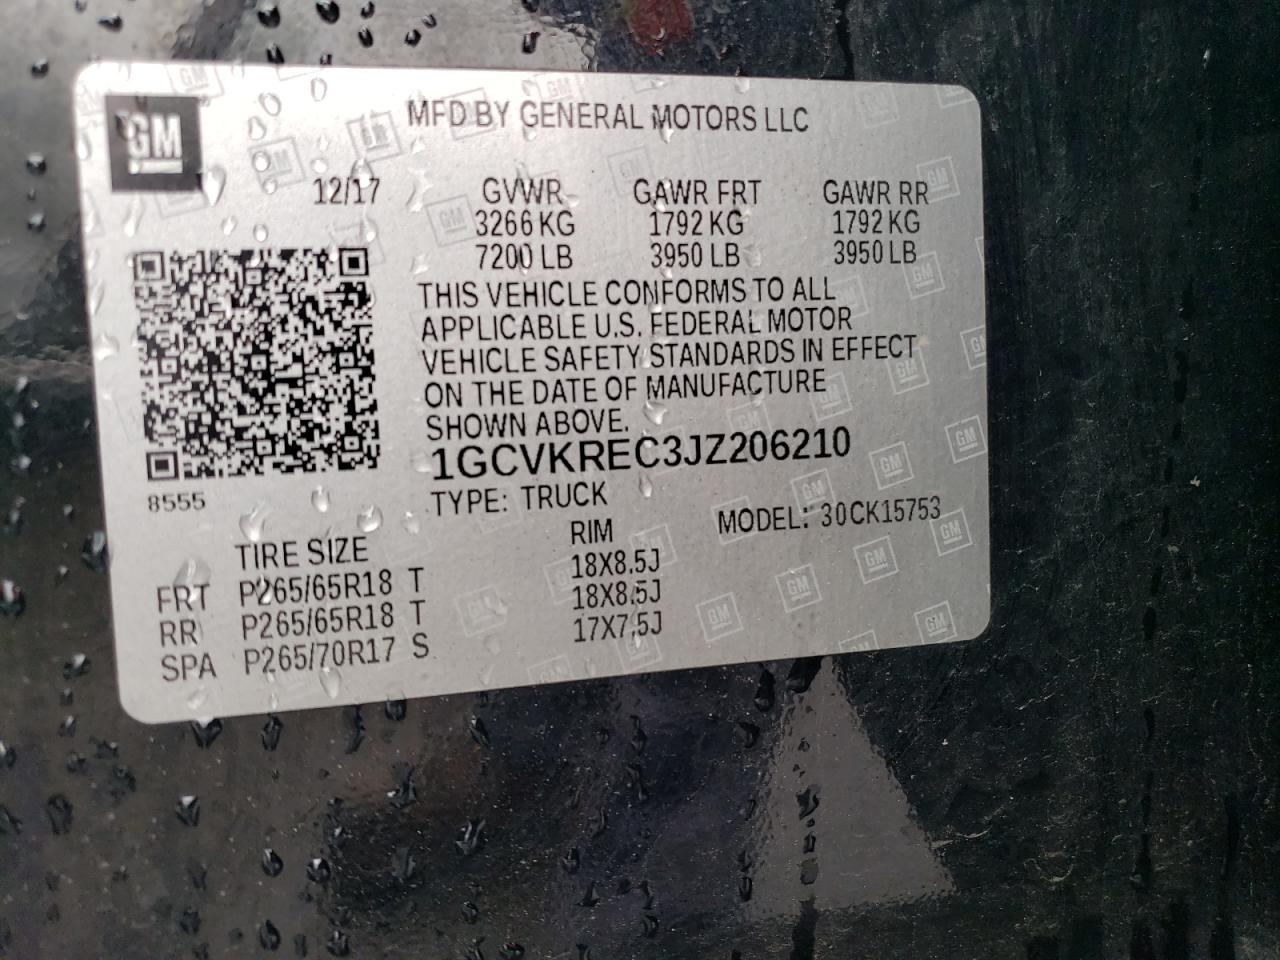 GM
MFD BY GENERAL MOTORS LLC
12/17 GVWR GAWR FRT GAWR RR
3266 KG 1792 KG 1792 KG
7200 LB 3950 LB 3950 LB
THIS VEHICLE CONFORMS TO ALL
APPLICABLE U.S. FEDERAL MOTOR
VEHICLE SAFETY STANDARDS IN EFFECT
ON THE DATE OF MANUFACTURE
SHOWN ABOVE.
1GCVKREC3JZ206210
8555
TYPE: TRUCK
MODEL: 30CK15753
TIRE SIZE RIM
FRT P265/65R18 T 18X8.5J
RR P265/65R18 T 18X8.5J
SPA P265/70R17 S 17X7.5J